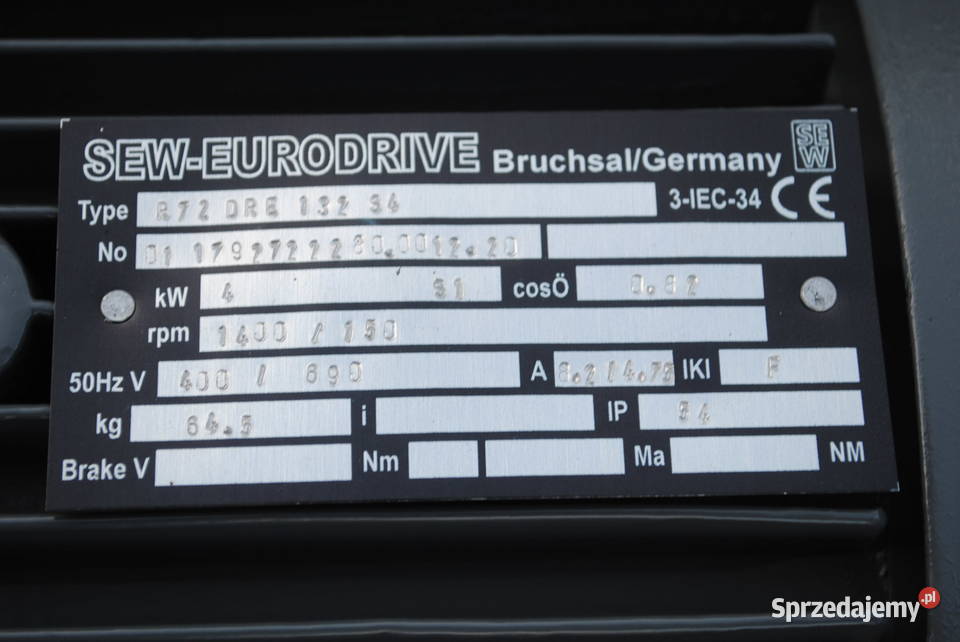 SEW-EURODRIVE Bruchsal/Germany SEW
Type R72 DRE 132 S4 3-IEC-34 CE
No 01 1792722280.0012.20
kW 4 S1 cosÖ 0.82
rpm 1400 / 150
50Hz V 400 / 690 A 8.2/4.75 IKI F
kg 64.5 i IP 54
Brake V Nm Ma NM
Sprzedajemy.pl